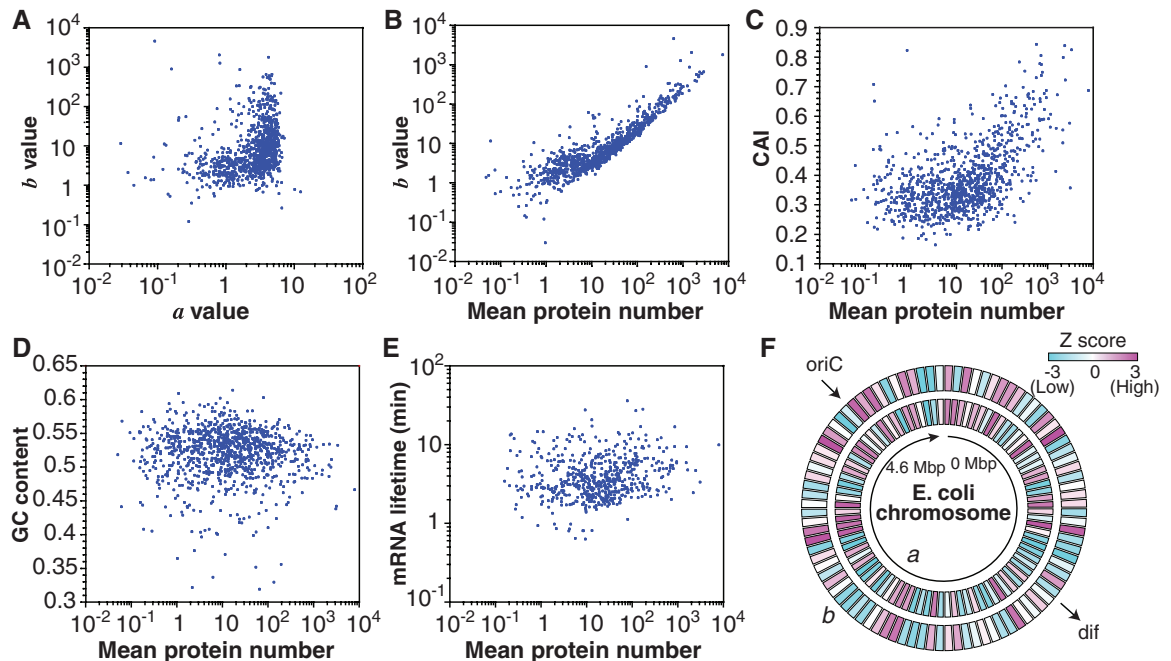 A
10^4
10^3
10^2
10
1
10^-1
10^-2
b value
10^-2
10^-1
1
10
10^2
a value
B
10^4
10^3
10^2
10
1
10^-1
10^-2
b value
10^-2
10^-1
1
10
10^2
10^3
10^4
Mean protein number
C
0.9
0.8
0.7
0.6
0.5
0.4
0.3
0.2
0.1
CAI
10^-2
10^-1
1
10
10^2
10^3
10^4
Mean protein number
D
0.65
0.6
0.55
0.5
0.45
0.4
0.35
0.3
GC content
10^-2
10^-1
1
10
10^2
10^3
10^4
Mean protein number
E
10^2
10
1
10^-1
mRNA lifetime (min)
10^-2
10^-1
1
10
10^2
10^3
10^4
Mean protein number
F
Z score
-3 0 3
(Low) (High)
oriC
4.6 Mbp 0 Mbp
E. coli
chromosome
a
b
dif